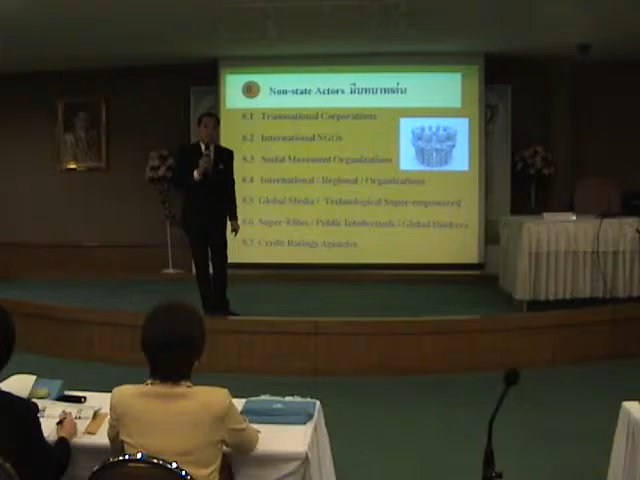 8. Non-state Actors มีบทบาทเด่น
8.1 Transnational Corporations
8.2 International NGOs
8.3 Social Movement Organizations
8.4 International / Regional / Organizations
8.5 Global Media / Technological Super-empowered
8.6 Super-Elites / Public Intellectuals / Global thinkers
8.7 Credit Ratings Agencies